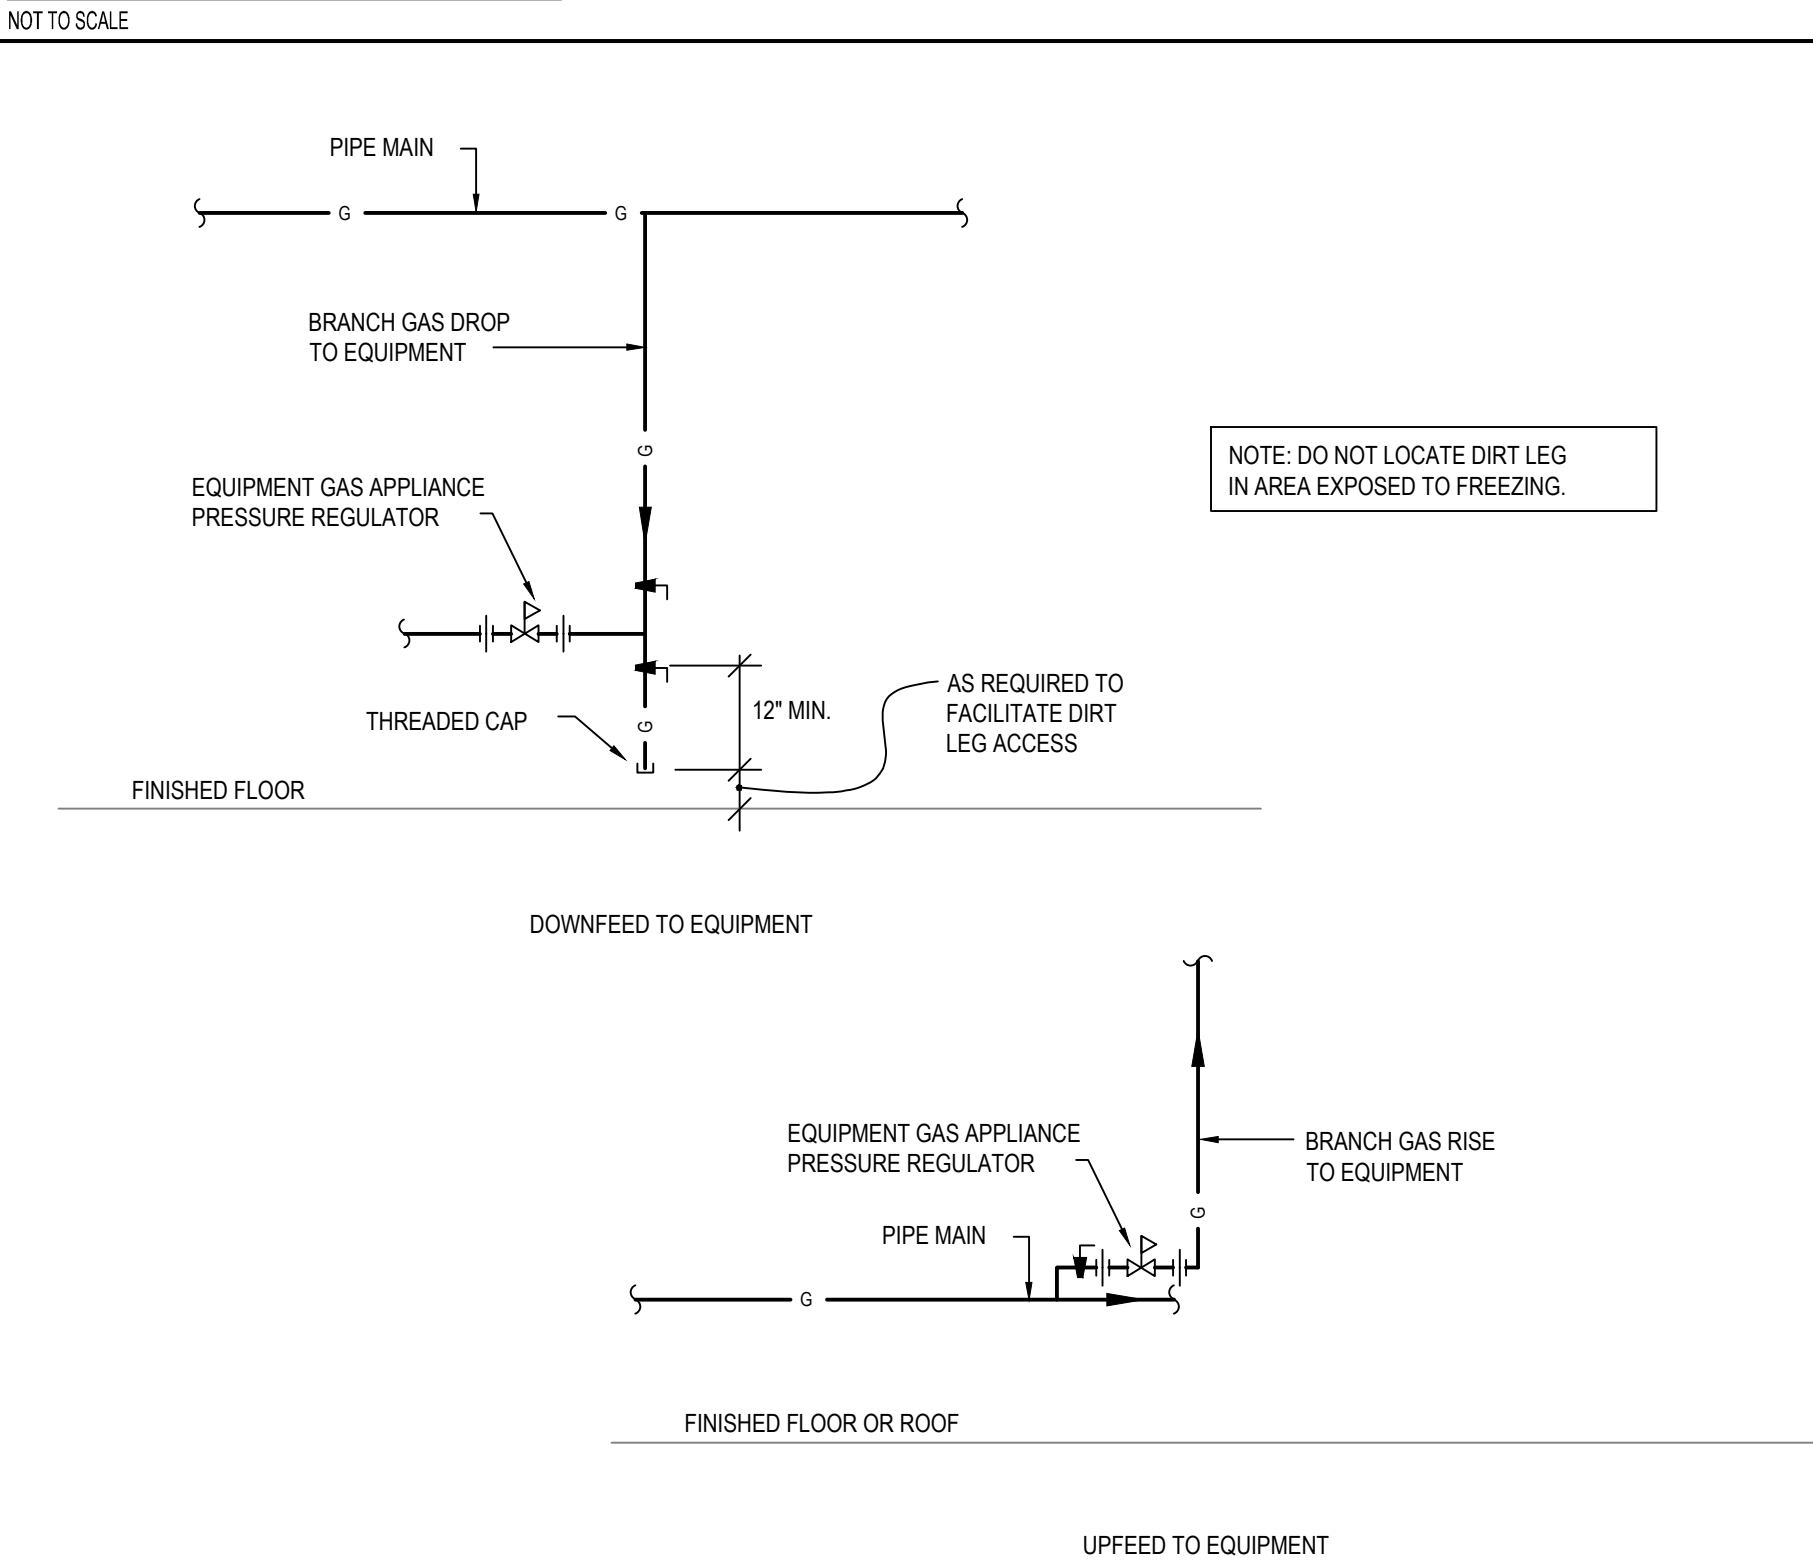 NOT TO SCALE
PIPE MAIN
G
G
BRANCH GAS DROP
TO EQUIPMENT
G
NOTE: DO NOT LOCATE DIRT LEG
IN AREA EXPOSED TO FREEZING.
EQUIPMENT GAS APPLIANCE
PRESSURE REGULATOR
AS REQUIRED TO
FACILITATE DIRT
LEG ACCESS
12" MIN.
THREADED CAP
G
FINISHED FLOOR
DOWNFEED TO EQUIPMENT
EQUIPMENT GAS APPLIANCE
PRESSURE REGULATOR
BRANCH GAS RISE
TO EQUIPMENT
G
PIPE MAIN
G
FINISHED FLOOR OR ROOF
UPFEED TO EQUIPMENT